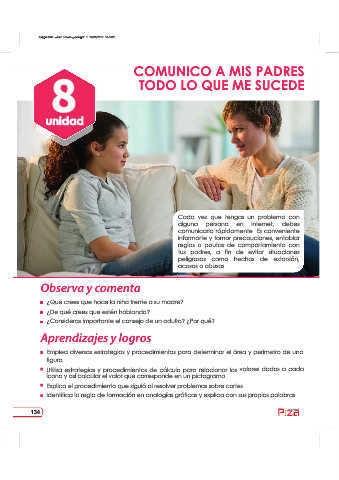 COMUNICO A MIS PADRES
TODO LO QUE ME SUCEDE
8
unidad
Cada vez que tengas un problema con
alguna persona en internet, debes
comunicarlo rápidamente. Es conveniente
informarle y tomar precauciones, entablar
reglas o pautas de comportamiento con
tus padres, a fin de evitar situaciones
peligrosas como hechos de extorsión,
acosos o abusos
Observa y comenta
¿Qué crees que hace la niña frente a su madre?
¿De qué crees que estén hablando?
¿Consideras importante el consejo de un adulto? ¿Por qué?
Aprendizajes y logros
Emplea diversas estrategias y procedimientos para determinar el área y perímetro de una
figura
Utiliza estrategias y procedimientos de cálculo para relacionar los valores dados a cada
ícono y así calcular el valor que corresponde en un pictograma
Explica el procedimiento que siguió al resolver problemas sobre cortes
Identifica la regla de formación en analogías gráficas y explica con sus propias palabras
134